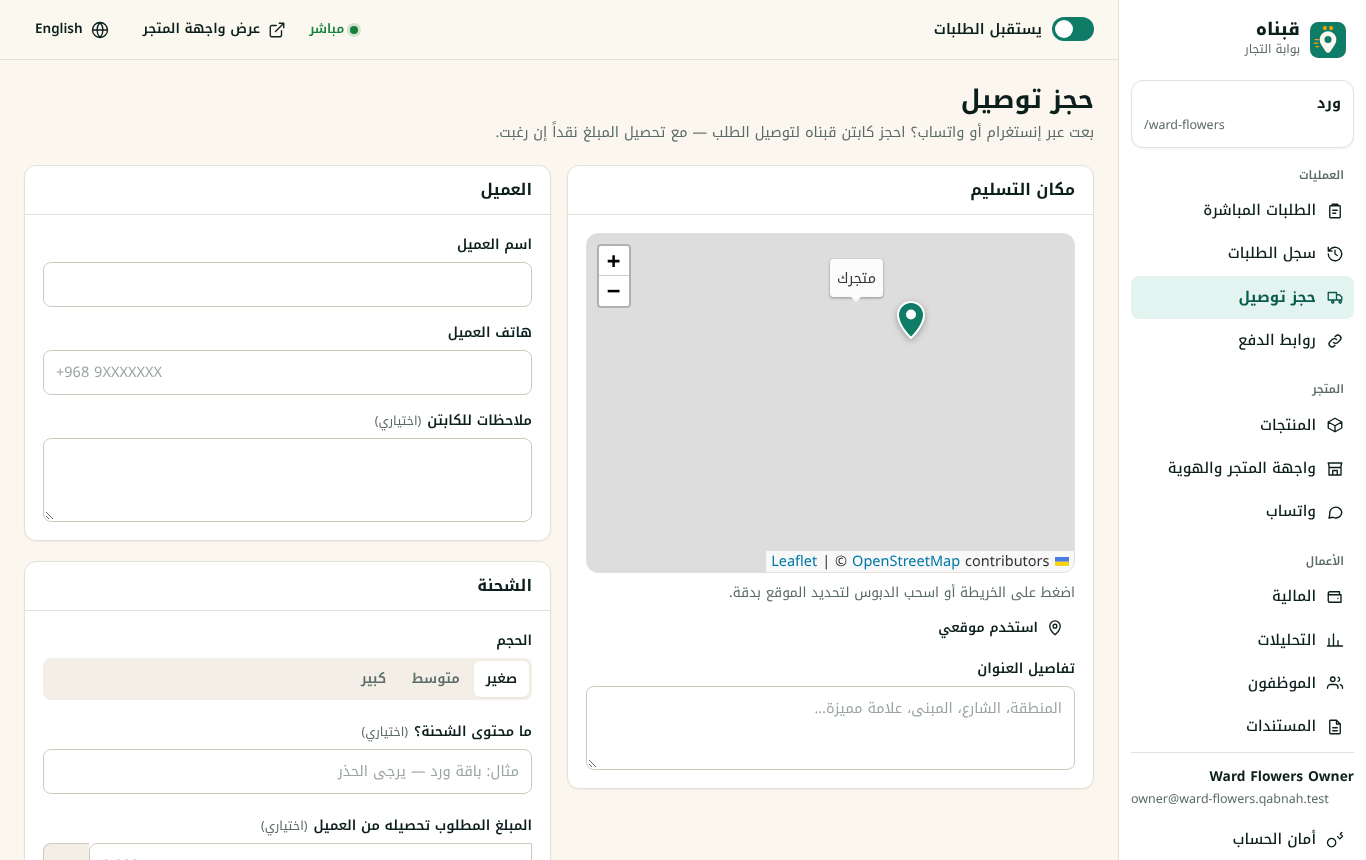 قبناه
بوابة التجار
ورد
/ward-flowers
العمليات
الطلبات المباشرة
سجل الطلبات
حجز توصيل
روابط الدفع
المتجر
المنتجات
واجهة المتجر والهوية
واتساب
الأعمال
المالية
التحليلات
الموظفون
المستندات
Ward Flowers Owner
owner@ward-flowers.qabnah.test
أمان الحساب
يستقبل الطلبات
مباشر
عرض واجهة المتجر
English
حجز توصيل
بعت عبر إنستغرام أو واتساب؟ احجز كابتن قبناه لتوصيل الطلب — مع تحصيل المبلغ نقداً إن رغبت.
مكان التسليم
+
−
متجرك
Leaflet | © OpenStreetMap contributors
اضغط على الخريطة أو اسحب الدبوس لتحديد الموقع بدقة.
استخدم موقعي
تفاصيل العنوان
المنطقة، الشارع، المبنى، علامة مميزة...
العميل
اسم العميل
هاتف العميل
+968 9XXXXXXX
ملاحظات للكابتن (اختياري)
الشحنة
الحجم
صغير
متوسط
كبير
ما محتوى الشحنة؟ (اختياري)
مثال: باقة ورد — يرجى الحذر
المبلغ المطلوب تحصيله من العميل (اختياري)